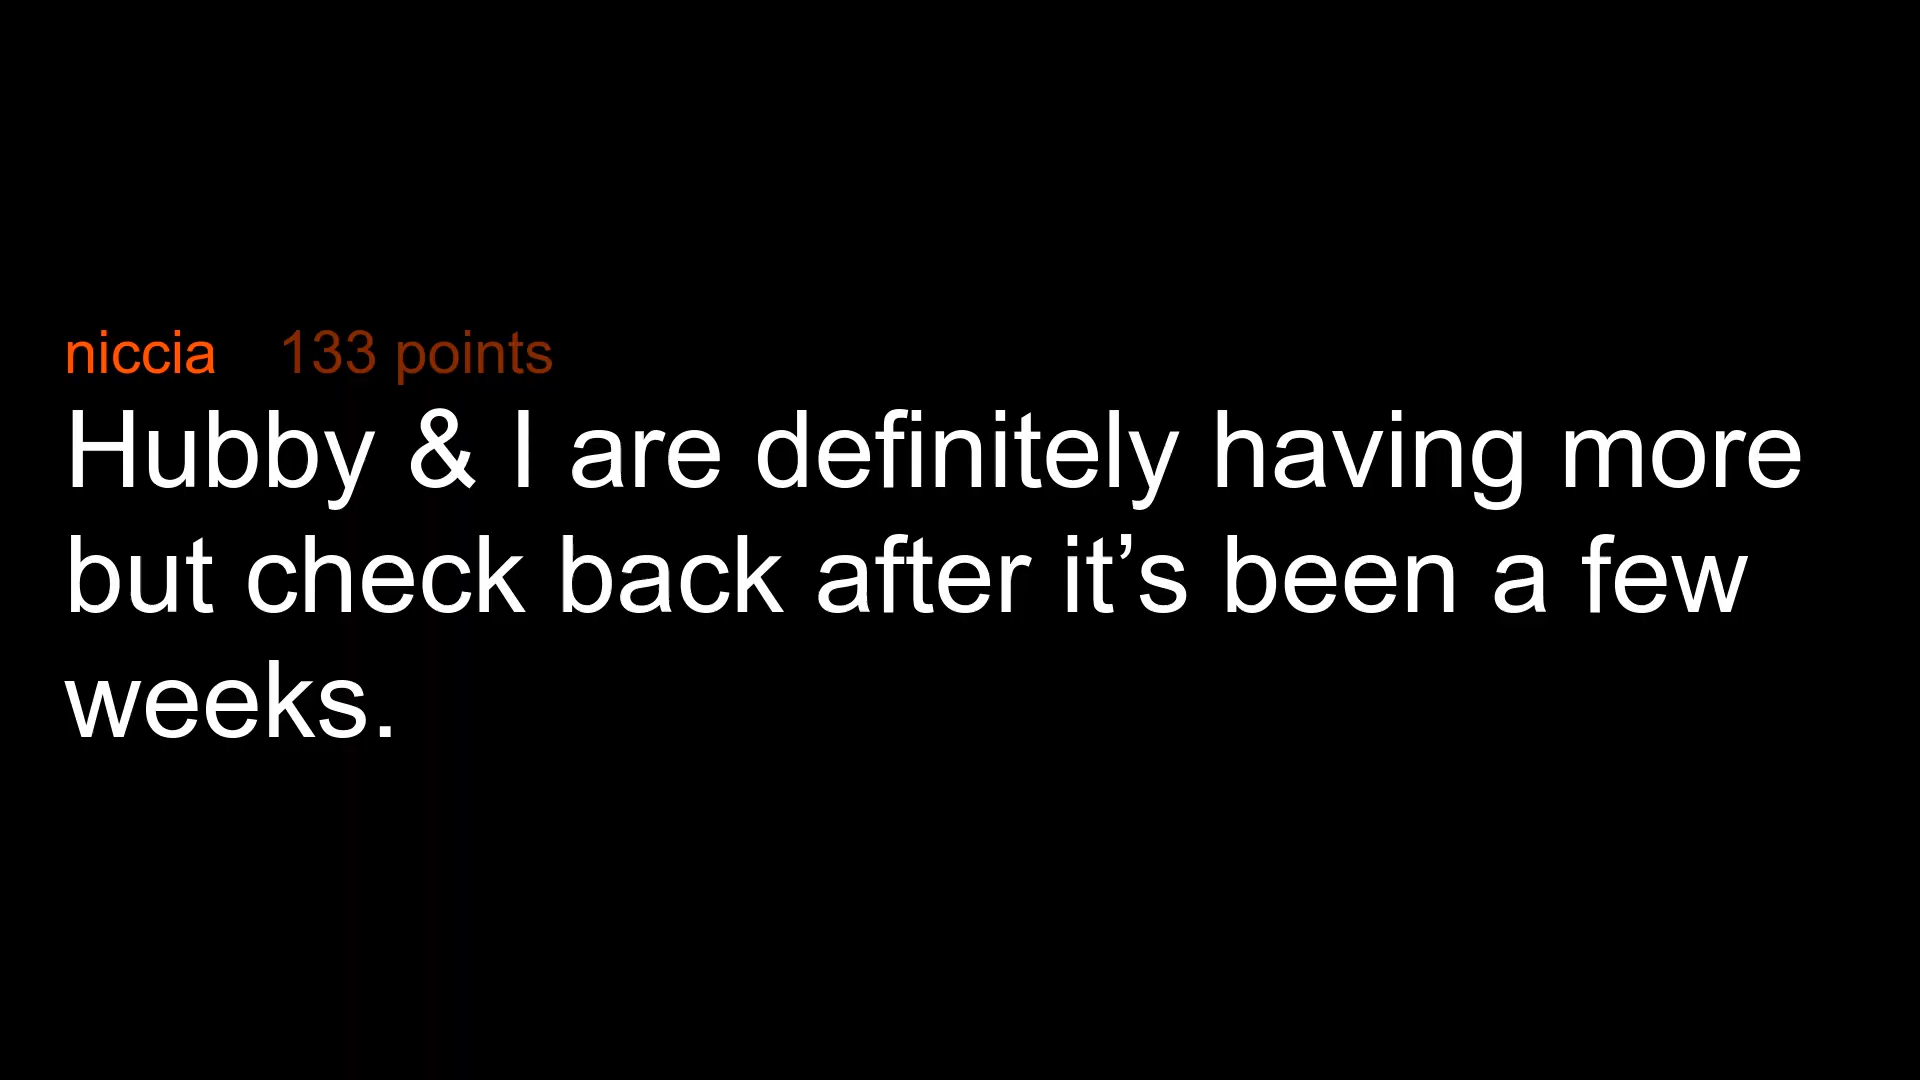 niccia 133 points
Hubby & I are definitely having more
but check back after it’s been a few
weeks.